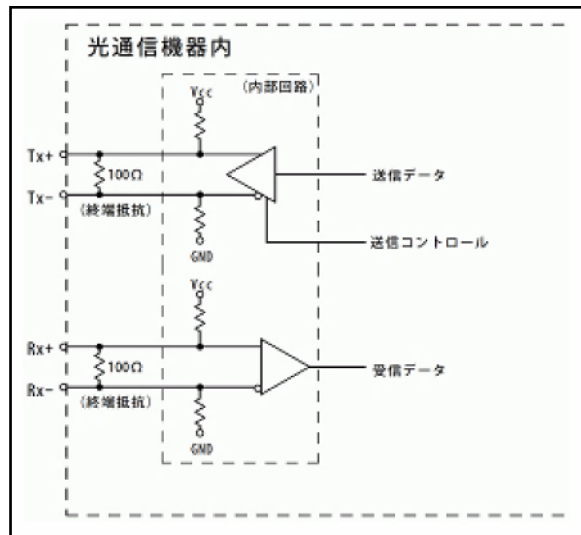 光通信機器内
(内部回路)
Vcc
Tx+
100Ω
送信データ
Tx-
(終端抵抗)
送信コントロール
GND
Vcc
Rx+
100Ω
受信データ
Rx-
(終端抵抗)
GND